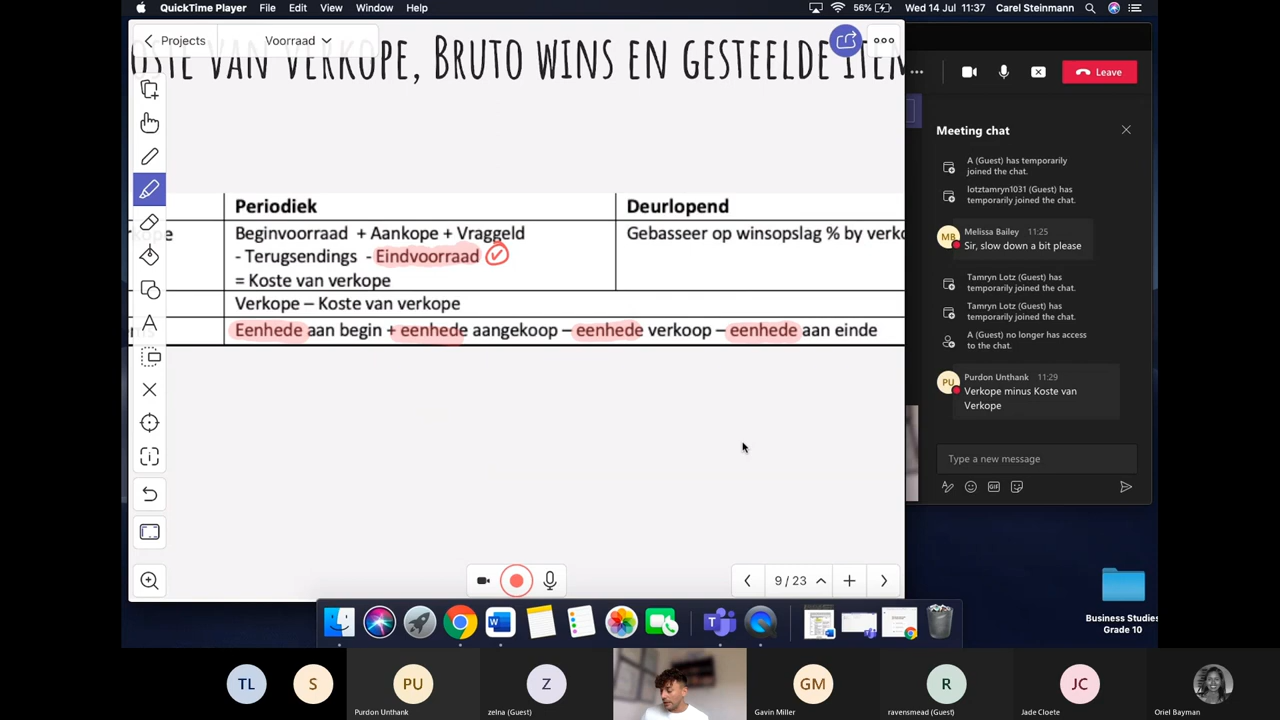 QuickTime Player File Edit View Window Help
56% Wed 14 Jul 11:37 Carel Steinmann
Projects Voorraad
VAN VERKOPE, BRUTO WINS EN GESTEELDE
Leave
Meeting chat
A (Guest) has temporarily
joined the chat.
lotztamryn1031 (Guest) has
temporarily joined the chat.
MB Melissa Bailey 11:25
Sir, slow down a bit please
Tamryn Lotz (Guest) has
temporarily joined the chat.
Tamryn Lotz (Guest) has
temporarily joined the chat.
A (Guest) no longer has access
to the chat.
PU Purdon Unthank 11:29
Verkope minus Koste van
Verkope
Type a new message
Periodiek Deurlopend
Beginvoorraad + Aankope + Vraggeld
- Terugsendings - Eindvoorraad
= Koste van verkope
Gebasseer op winsopslag % by
Verkope – Koste van verkope
Eenhede aan begin + eenhede aangekoop – eenhede verkoop – eenhede aan einde
9 / 23
Business Studies
Grade 10
TL S PU Z GM R JC
Purdon Unthank zelna (Guest) Gavin Miller ravensmead (Guest) Jade Cloete Oriel Bayman